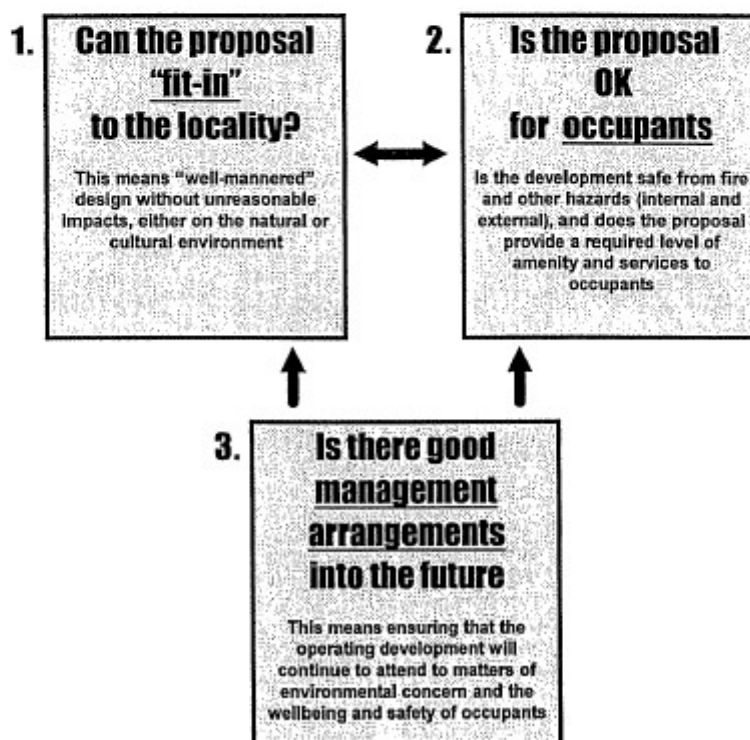 1. Can the proposal
"fit-in"
to the locality?
This means "well-mannered"
design without unreasonable
impacts, either on the natural or
cultural environment
2. Is the proposal
OK
for occupants
Is the development safe from fire
and other hazards (internal and
external), and does the proposal
provide a required level of
amenity and services to
occupants
3. Is there good
management
arrangements
into the future
This means ensuring that the
operating development will
continue to attend to matters of
environmental concern and the
wellbeing and safety of occupants